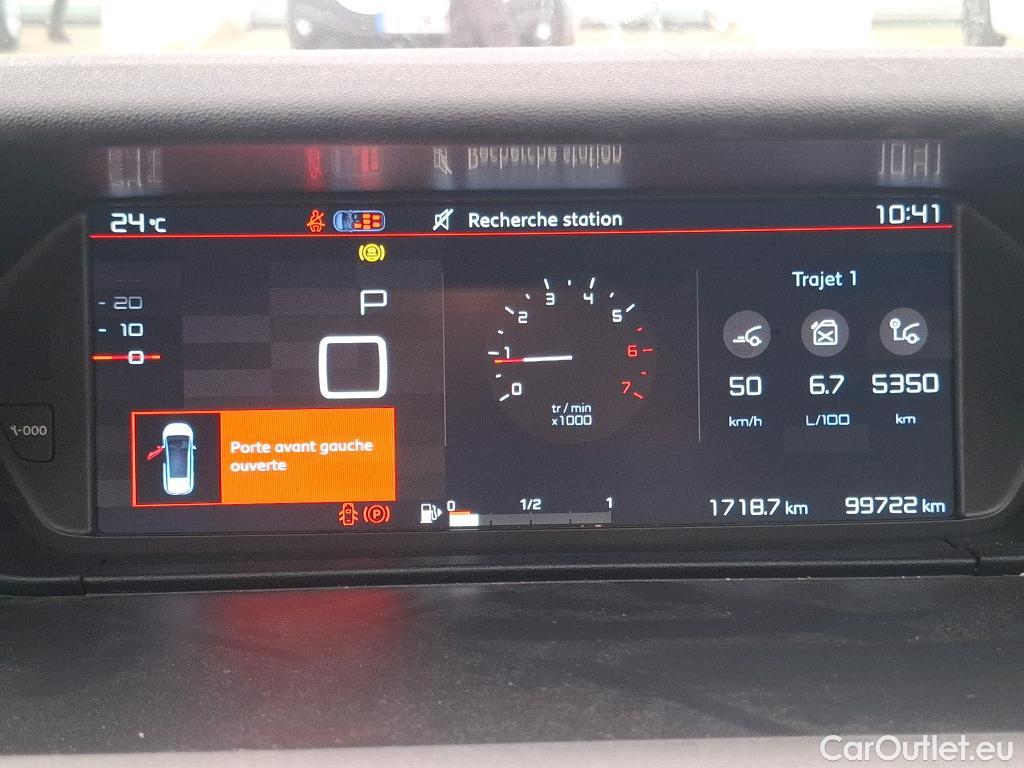 24 °C
Recherche station
10:41
- 20
- 10
0
P
0
1
2
3
4
5
6
7
tr / min
x1000
Trajet 1
50
6.7
5350
km/h
L/100
km
Porte avant gauche
ouverte
P
0
1/2
1
1718.7 km
99722 km
-000
CarOutlet.eu